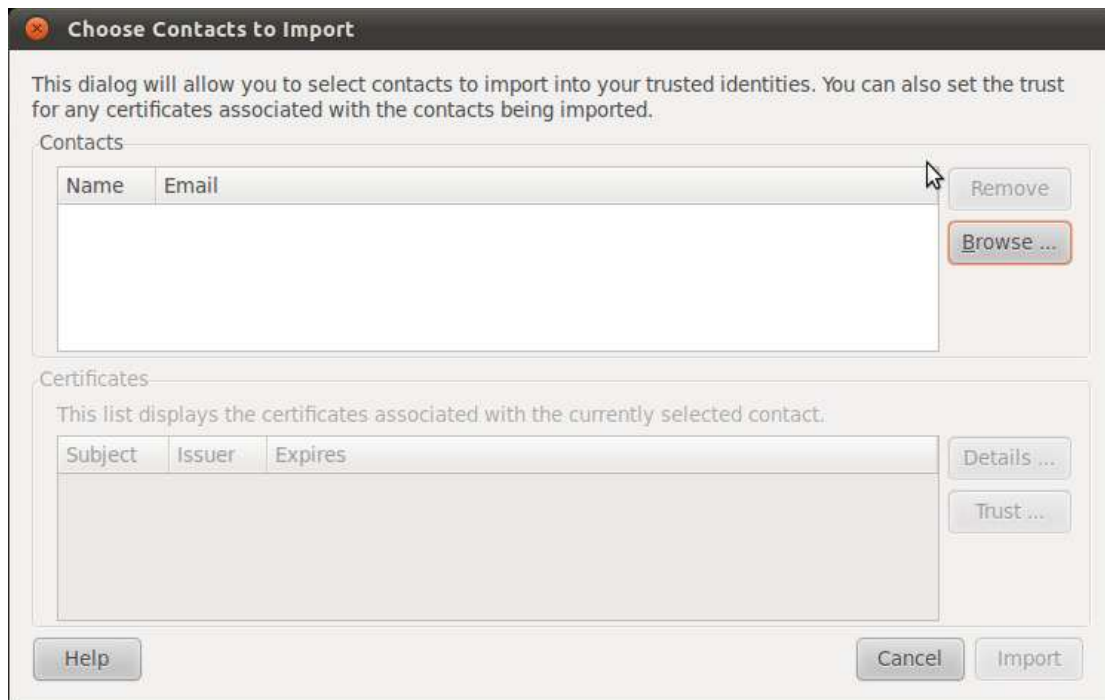 Choose Contacts to Import
This dialog will allow you to select contacts to import into your trusted identities. You can also set the trust
for any certificates associated with the contacts being imported.
Contacts
Name Email
Remove
Browse ...
Certificates
This list displays the certificates associated with the currently selected contact.
Subject Issuer Expires
Details ...
Trust ...
Help Cancel Import